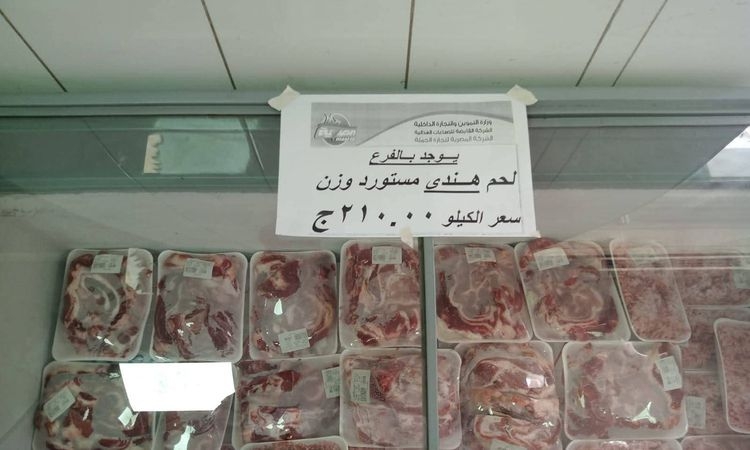 وزارة التموين والتجارة الداخلية
الشركة القابضة للصناعات الغذائية
الشركة المصرية لتجارة الجملة
يوجد بالفرع
لحم هندى مستورد وزن
سعر الكيلو ٢١٠.٠٠ ج